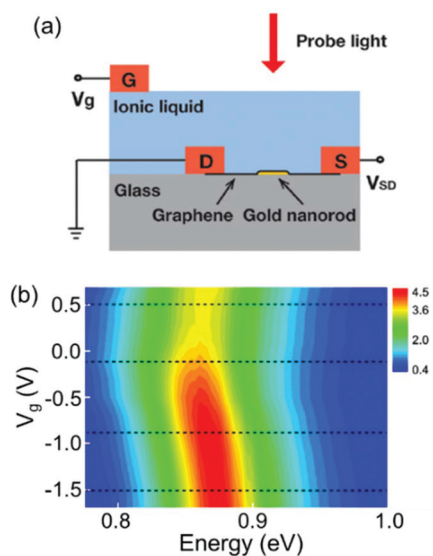 (a)
Probe light
G
Vg
Ionic liquid
D
S
VSD
Glass
Graphene
Gold nanorod
(b)
4.5
3.6
2.4
0.4
0.5
0.0
-0.5
-1.0
-1.5
Vg (V)
0.8
0.9
1.0
Energy (eV)